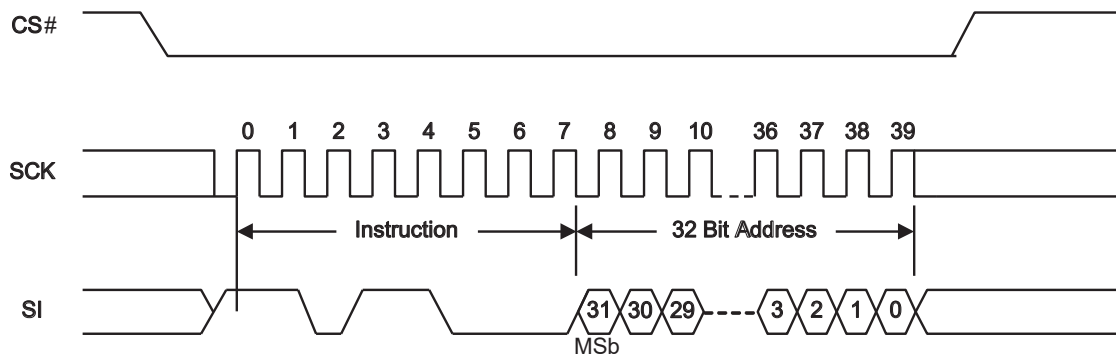 CS#
0 1 2 3 4 5 6 7 8 9 10 36 37 38 39
SCK
Instruction 32 Bit Address
SI 31 30 29 3 2 1 0
MSb